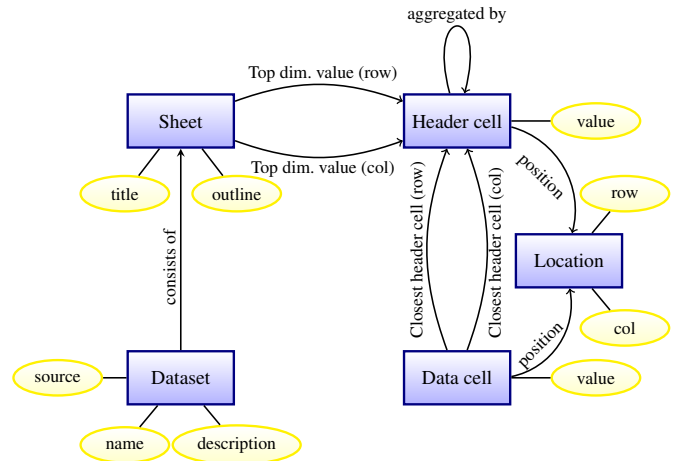 aggregated by
Top dim. value (row)
Sheet
Header cell
value
Top dim. value (col)
position
title
outline
row
Closest header cell (row)
Closest header cell (col)
consists of
Location
col
position
source
Dataset
Data cell
value
name
description